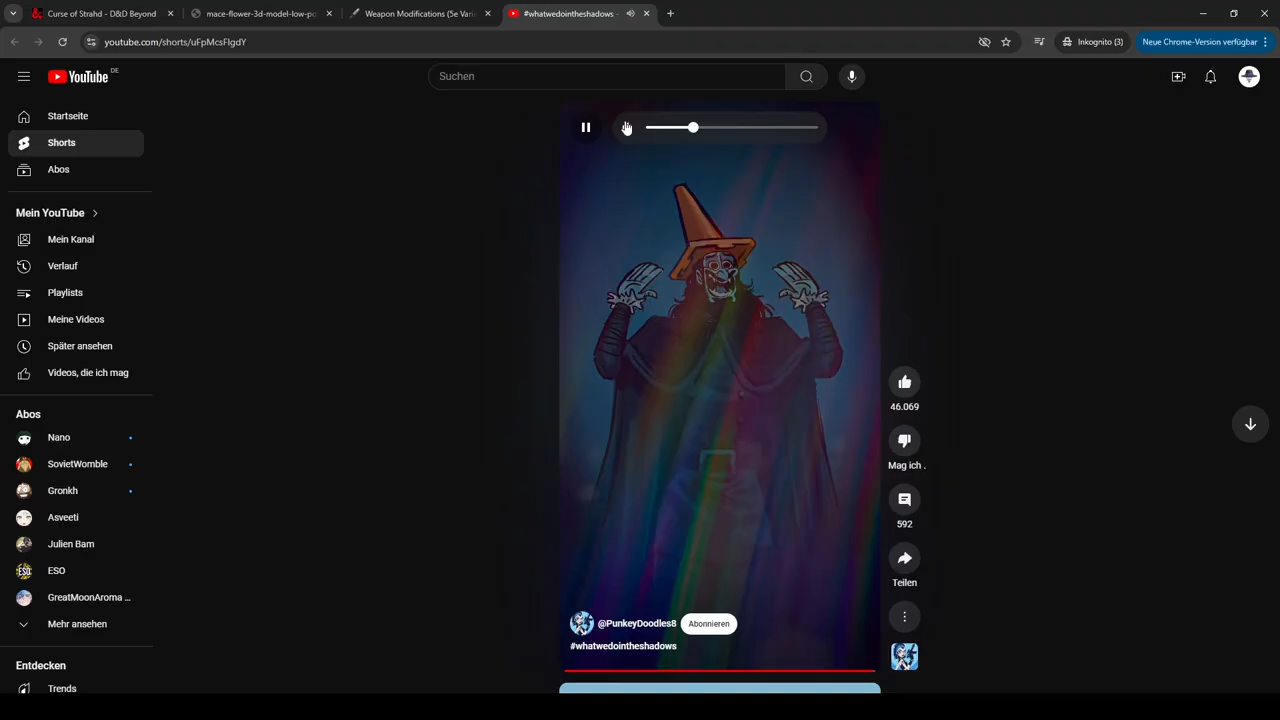 Curse of Strahd - D&D Beyond
mace-flower-3d-model-low-po
Weapon Modifications (5e Vari
#whatwedointheshadows -
youtube.com/shorts/uFpMcsFIgdY
Inkognito (3)
Neue Chrome-Version verfügbar
YouTube
DE
Suchen
Startseite
Shorts
Abos
Mein YouTube
Mein Kanal
Verlauf
Playlists
Meine Videos
Später ansehen
Videos, die ich mag
Abos
Nano
SovietWomble
Gronkh
Asveeti
Julien Bam
ESO
GreatMoonAroma ...
Mehr ansehen
Entdecken
Trends
46.069
Mag ich .
592
Teilen
@PunkeyDoodles8
Abonnieren
#whatwedointheshadows